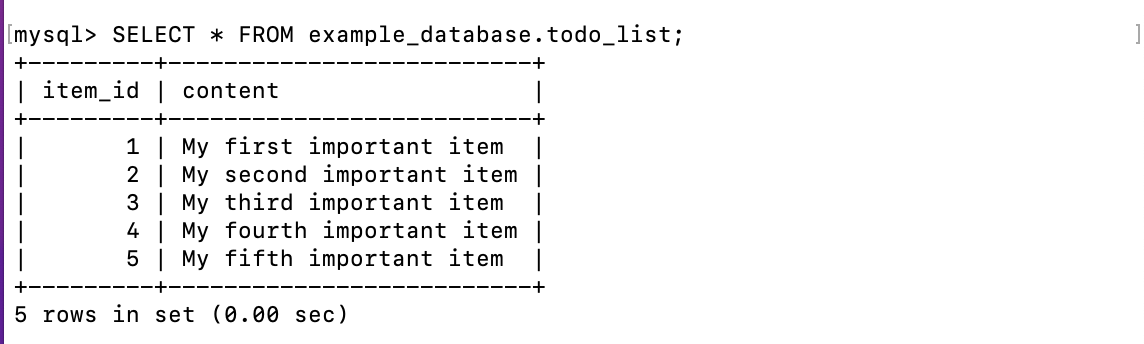 [mysql> SELECT * FROM example_database.todo_list; ]
+---------+--------------------------+
| item_id | content                  |
+---------+--------------------------+
|       1 | My first important item  |
|       2 | My second important item |
|       3 | My third important item  |
|       4 | My fourth important item |
|       5 | My fifth important item  |
+---------+--------------------------+
5 rows in set (0.00 sec)